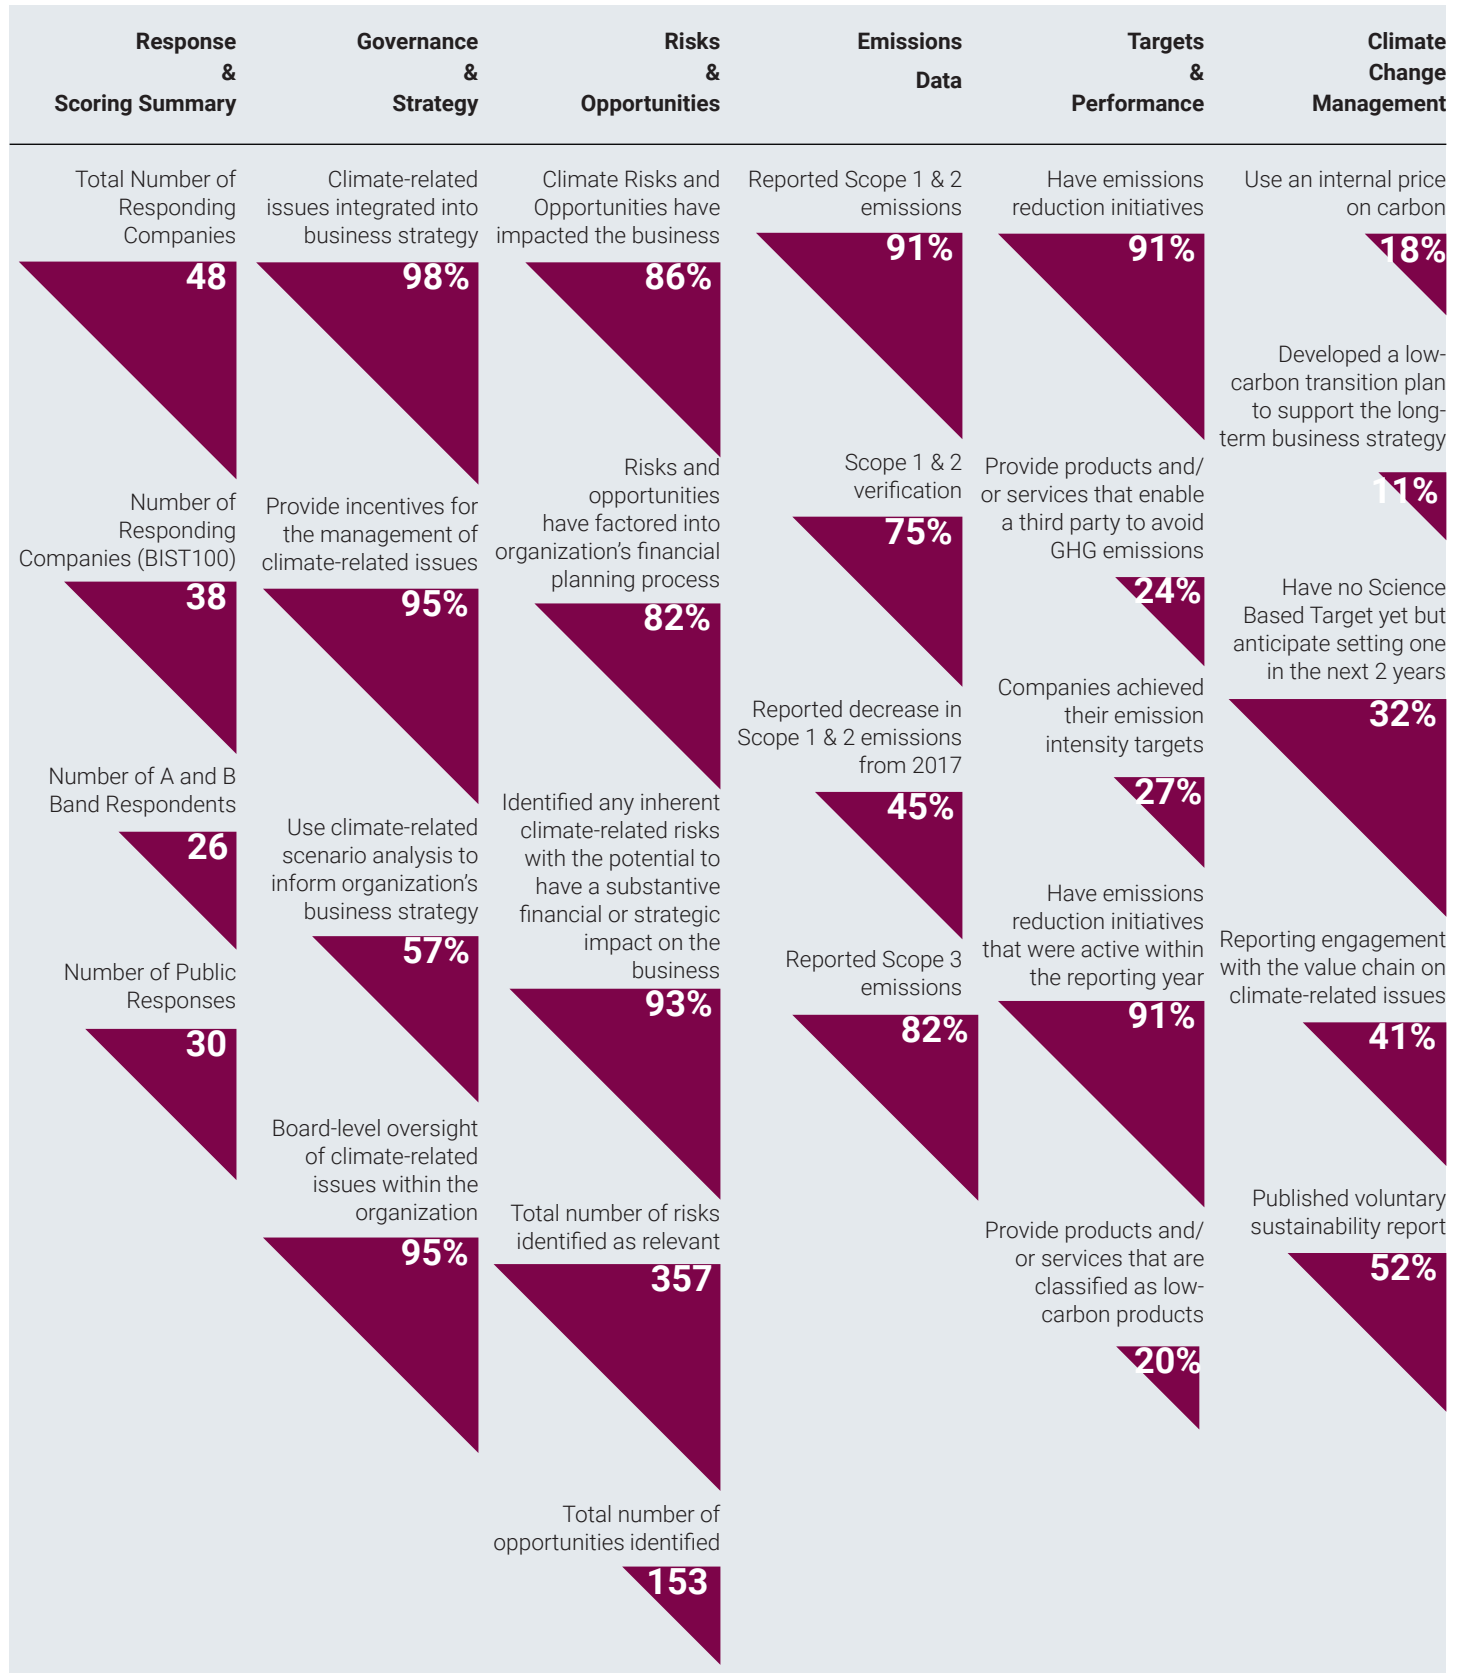 Response
&
Scoring Summary
Total Number of
Responding
Companies
48
Number of
Responding
Companies (BIST100)
38
Number of A and B
Band Respondents
26
Number of Public
Responses
30
Governance
&
Strategy
Climate-related
issues integrated into
business strategy
98%
Provide incentives for
the management of
climate-related issues
95%
Use climate-related
scenario analysis to
inform organization's
business strategy
57%
Board-level oversight
of climate-related
issues within the
organization
95%
Risks
&
Opportunities
Climate Risks and
Opportunities have
impacted the business
86%
Risks and
opportunities
have factored into
organization's financial
planning process
82%
Identified any inherent
climate-related risks
with the potential to
have a substantive
financial or strategic
impact on the
business
93%
Total number of risks
identified as relevant
357
Total number of
opportunities identified
153
Emissions
Data
Reported Scope 1 & 2
emissions
91%
Scope 1 & 2
verification
75%
Reported decrease in
Scope 1 & 2 emissions
from 2017
45%
Reported Scope 3
emissions
82%
Targets
&
Performance
Have emissions
reduction initiatives
91%
Provide products and/
or services that enable
a third party to avoid
GHG emissions
24%
Companies achieved
their emission
intensity targets
27%
Have emissions
reduction initiatives
that were active within
the reporting year
91%
Provide products and/
or services that are
classified as low-
carbon products
20%
Climate
Change
Management
Use an internal price
on carbon
18%
Developed a low-
carbon transition plan
to support the long-
term business strategy
11%
Have no Science
Based Target yet but
anticipate setting one
in the next 2 years
32%
Reporting engagement
with the value chain on
climate-related issues
41%
Published voluntary
sustainability report
52%